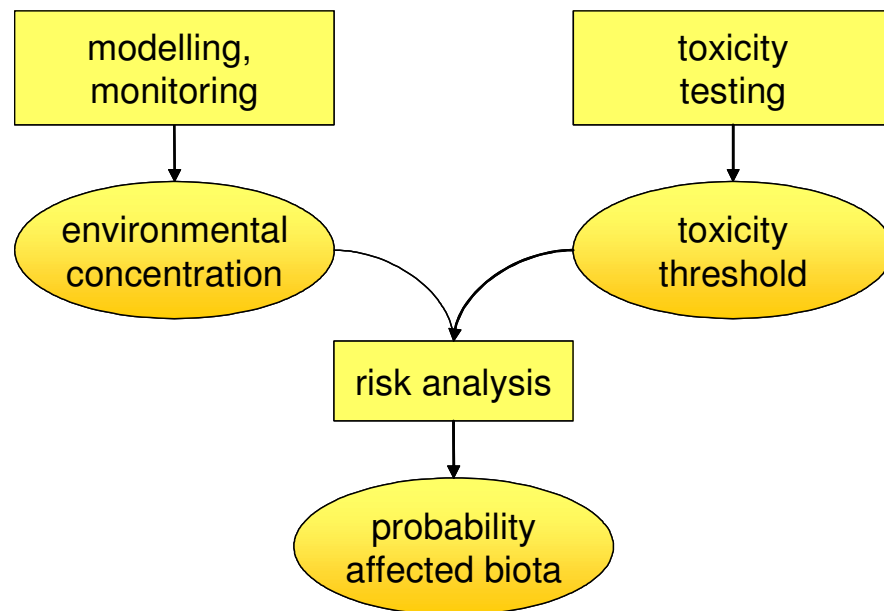 modelling,
monitoring
toxicity
testing
environmental
concentration
toxicity
threshold
risk analysis
probability
affected biota